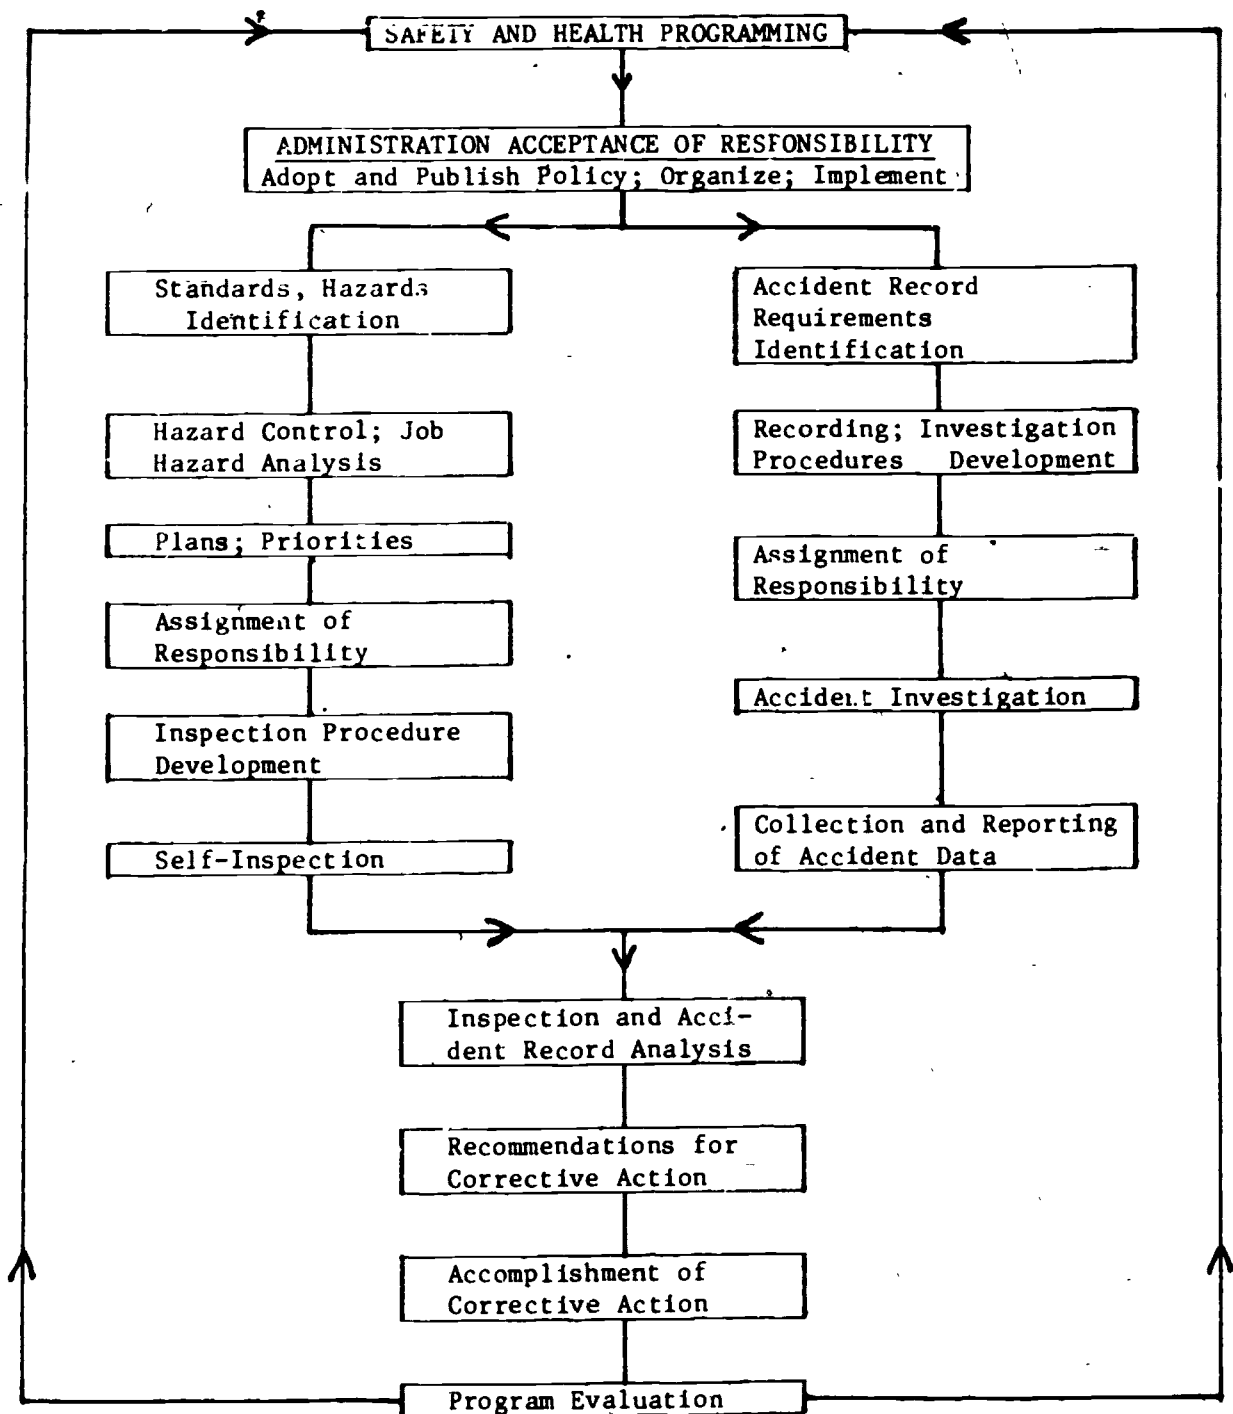 SAFETY AND HEALTH PROGRAMMING
ADMINISTRATION ACCEPTANCE OF RESPONSIBILITY
Adopt and Publish Policy; Organize; Implement
Standards, Hazards
Identification
Hazard Control; Job
Hazard Analysis
Plans; Priorities
Assignment of
Responsibility
Inspection Procedure
Development
Self-Inspection
Accident Record
Requirements
Identification
Recording; Investigation
Procedures Development
Assignment of
Responsibility
Accident Investigation
Collection and Reporting
of Accident Data
Inspection and Acci-
dent Record Analysis
Recommendations for
Corrective Action
Accomplishment of
Corrective Action
Program Evaluation